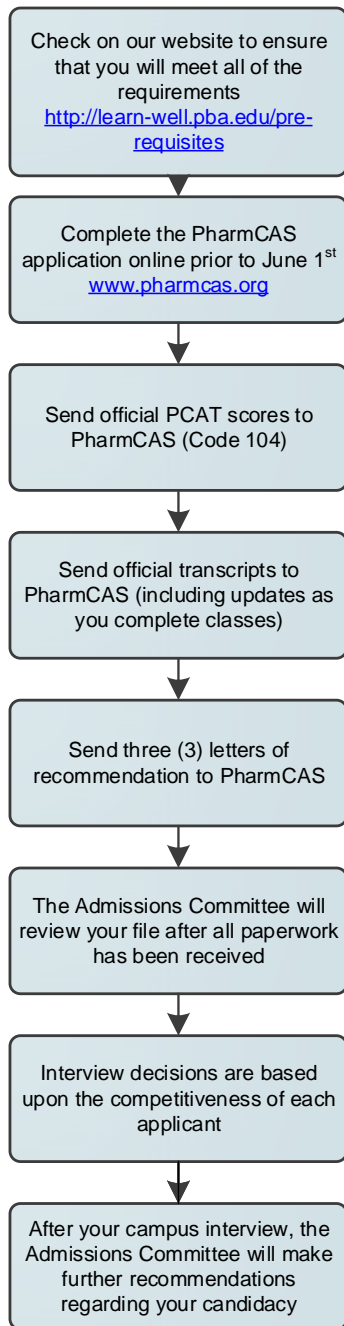 Check on our website to ensure
that you will meet all of the
requirements
http://learn-well.pba.edu/pre-
requisites
Complete the PharmCAS
application online prior to June 1st
www.pharmcas.org
Send official PCAT scores to
PharmCAS (Code 104)
Send official transcripts to
PharmCAS (including updates as
you complete classes)
Send three (3) letters of
recommendation to PharmCAS
The Admissions Committee will
review your file after all paperwork
has been received
Interview decisions are based
upon the competitiveness of each
applicant
After your campus interview, the
Admissions Committee will make
further recommendations
regarding your candidacy